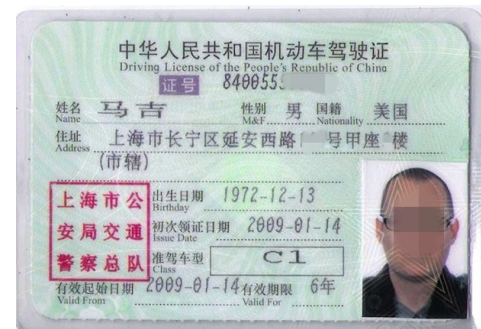 中华人民共和国机动车驾驶证
Driving License of the People's Republic of China
证号 8400555
姓名 马吉 性别 男 国籍 美国
Name M&F Nationality
住址 上海市长宁区延安西路 号甲座 楼
Address (市辖)
出生日期 1972-12-13
Birthday
初次领证日期 2009-01-14
Issue Date
准驾车型 C1
Class
上海市公
安局交通
警察总队
有效起始日期 2009-01-14 有效期限 6年
Valid From Valid For